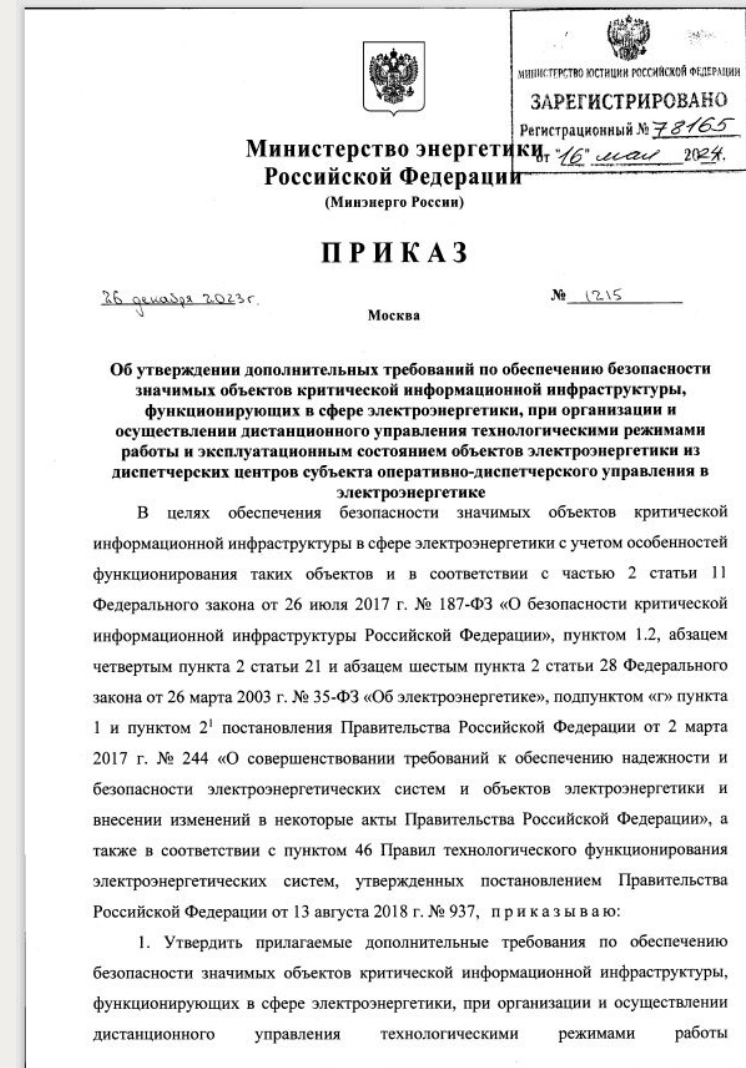 МИНИСТЕРСТВО ЮСТИЦИИ РОССИЙСКОЙ ФЕДЕРАЦИИ
ЗАРЕГИСТРИРОВАНО
Регистрационный № 78165
от "16" мая 2024.
Министерство энергетики
Российской Федерации
(Минэнерго России)
ПРИКАЗ
26 декабря 2023г.
№ 1215
Москва
Об утверждении дополнительных требований по обеспечению безопасности
значимых объектов критической информационной инфраструктуры,
функционирующих в сфере электроэнергетики, при организации и
осуществлении дистанционного управления технологическими режимами
работы и эксплуатационным состоянием объектов электроэнергетики из
диспетчерских центров субъекта оперативно-диспетчерского управления в
электроэнергетике
В целях обеспечения безопасности значимых объектов критической
информационной инфраструктуры в сфере электроэнергетики с учетом особенностей
функционирования таких объектов и в соответствии с частью 2 статьи 11
Федерального закона от 26 июля 2017 г. № 187-ФЗ «О безопасности критической
информационной инфраструктуры Российской Федерации», пунктом 1.2, абзацем
четвертым пункта 2 статьи 21 и абзацем шестым пункта 2 статьи 28 Федерального
закона от 26 марта 2003 г. № 35-ФЗ «Об электроэнергетике», подпунктом «г» пункта
1 и пунктом 2¹ постановления Правительства Российской Федерации от 2 марта
2017 г. № 244 «О совершенствовании требований к обеспечению надежности и
безопасности электроэнергетических систем и объектов электроэнергетики и
внесении изменений в некоторые акты Правительства Российской Федерации», а
также в соответствии с пунктом 46 Правил технологического функционирования
электроэнергетических систем, утвержденных постановлением Правительства
Российской Федерации от 13 августа 2018 г. № 937, п р и к а з ы в а ю:
1. Утвердить прилагаемые дополнительные требования по обеспечению
безопасности значимых объектов критической информационной инфраструктуры,
функционирующих в сфере электроэнергетики, при организации и осуществлении
дистанционного управления технологическими режимами работы